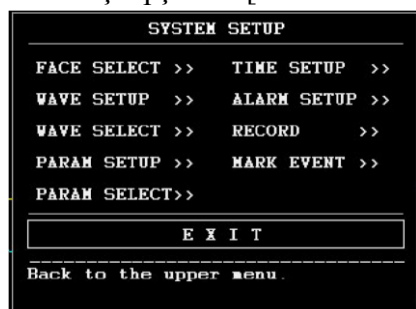 SYSTEM SETUP
FACE SELECT >> TIME SETUP >>
WAVE SETUP >> ALARM SETUP >>
WAVE SELECT >> RECORD >>
PARAM SETUP >> MARK EVENT >>
PARAM SELECT>>
E X I T
Back to the upper menu.